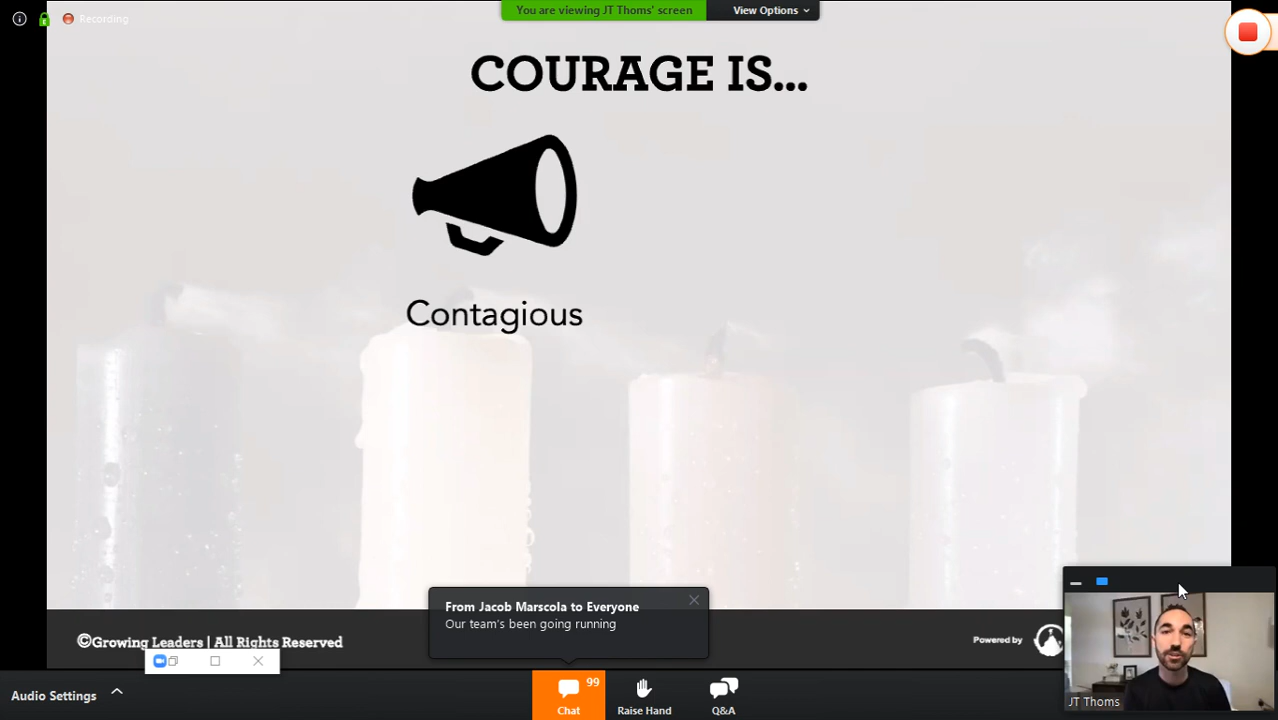 Recording
You are viewing JT Thoms' screen
View Options
COURAGE IS...
Contagious
From Jacob Marscola to Everyone
Our team's been going running
©Growing Leaders | All Rights Reserved
Powered by
JT Thoms
Audio Settings
99
Chat
Raise Hand
Q&A